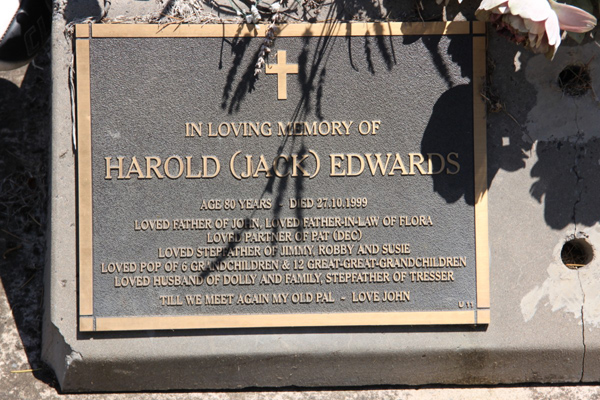 IN LOVING MEMORY OF
HAROLD (JACK) EDWARDS
AGE 80 YEARS - DIED 27.10.1999
LOVED FATHER OF JOHN, LOVED FATHER-IN-LAW OF FLORA
LOVED PARTNER OF PAT (DEC)
LOVED STEPFATHER OF JIMMY, ROBBY AND SUSIE
LOVED POP OF 6 GRANDCHILDREN & 12 GREAT-GREAT-GRANDCHILDREN
LOVED HUSBAND OF DOLLY AND FAMILY, STEPFATHER OF TRESSER
TILL WE MEET AGAIN MY OLD PAL - LOVE JOHN